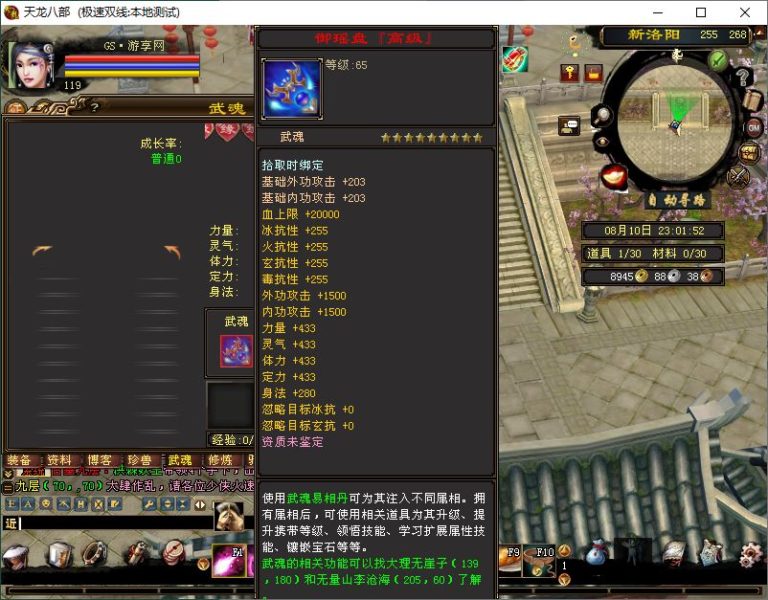 天龙八部 (极速双线:本地测试)
GS·游享网
119
武魂
成长率:
普通0
力量:
灵气:
体力:
定力:
身法:
武魂
经验:0/
装备 资料 博客 珍兽 武魂 修炼
九层(70, 70)大肆作乱,请各位少侠火速
近
F1
御瑶盘『高级』
等级:65
武魂
拾取时绑定
基础外功攻击 +203
基础内功攻击 +203
血上限 +20000
冰抗性 +255
火抗性 +255
玄抗性 +255
毒抗性 +255
外功攻击 +1500
内功攻击 +1500
力量 +433
灵气 +433
体力 +433
定力 +433
身法 +280
忽略目标冰抗 +0
忽略目标玄抗 +0
资质未鉴定
使用武魂易相丹可为其注入不同属相。拥
有属相后,可使用相关道具为其升级、提
升携带等级、领悟技能、学习扩展属性技
能、镶嵌宝石等等。
武魂的相关功能可以找大理无崖子(139
,180)和无量山李沧海(205,60)了解
新洛阳 255 268
GM
自动寻路
08月10日 23:01:52
道具 1/30 材料 0/30
8945 88 38
F9 F10
1